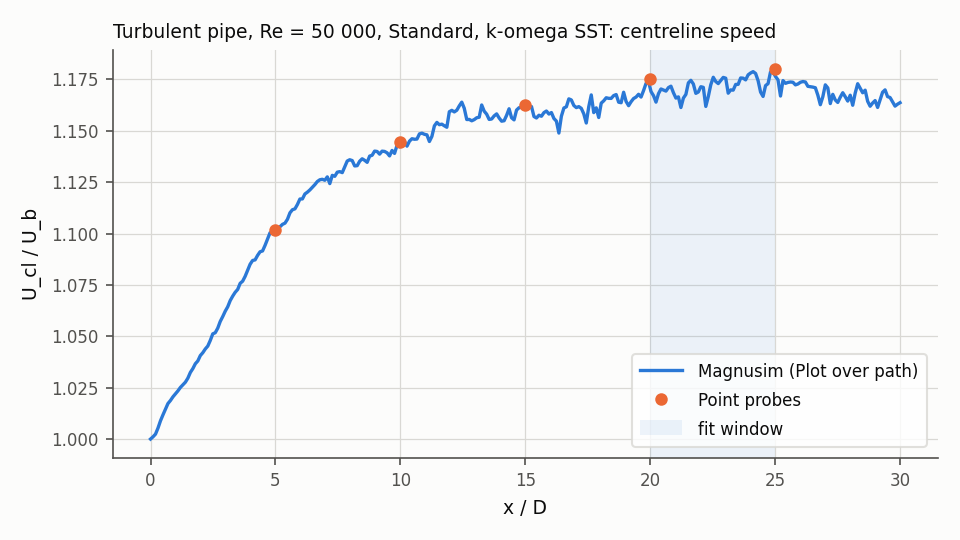 Turbulent pipe, Re = 50 000, Standard, k-omega SST: centreline speed
U_cl / U_b
1.175
1.150
1.125
1.100
1.075
1.050
1.025
1.000
Magnusim (Plot over path)
Point probes
fit window
0 5 10 15 20 25 30
x / D